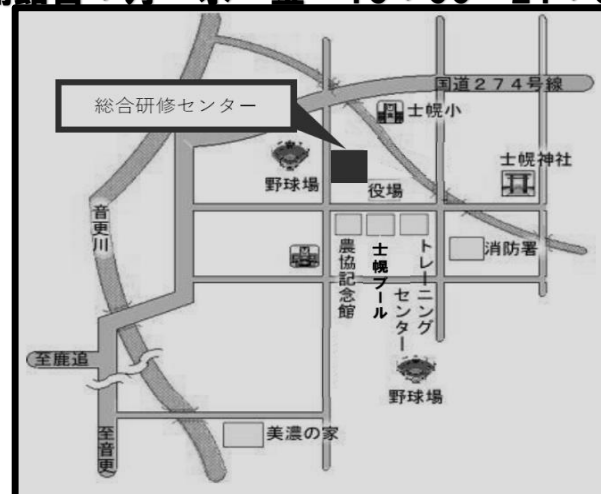 総合研修センター
国道274号線
士幌小
士幌神社
野球場
役場
音更川
農協記念館
士幌プール
トレーニング
センター
消防署
至鹿追
野球場
至音更
美濃の家